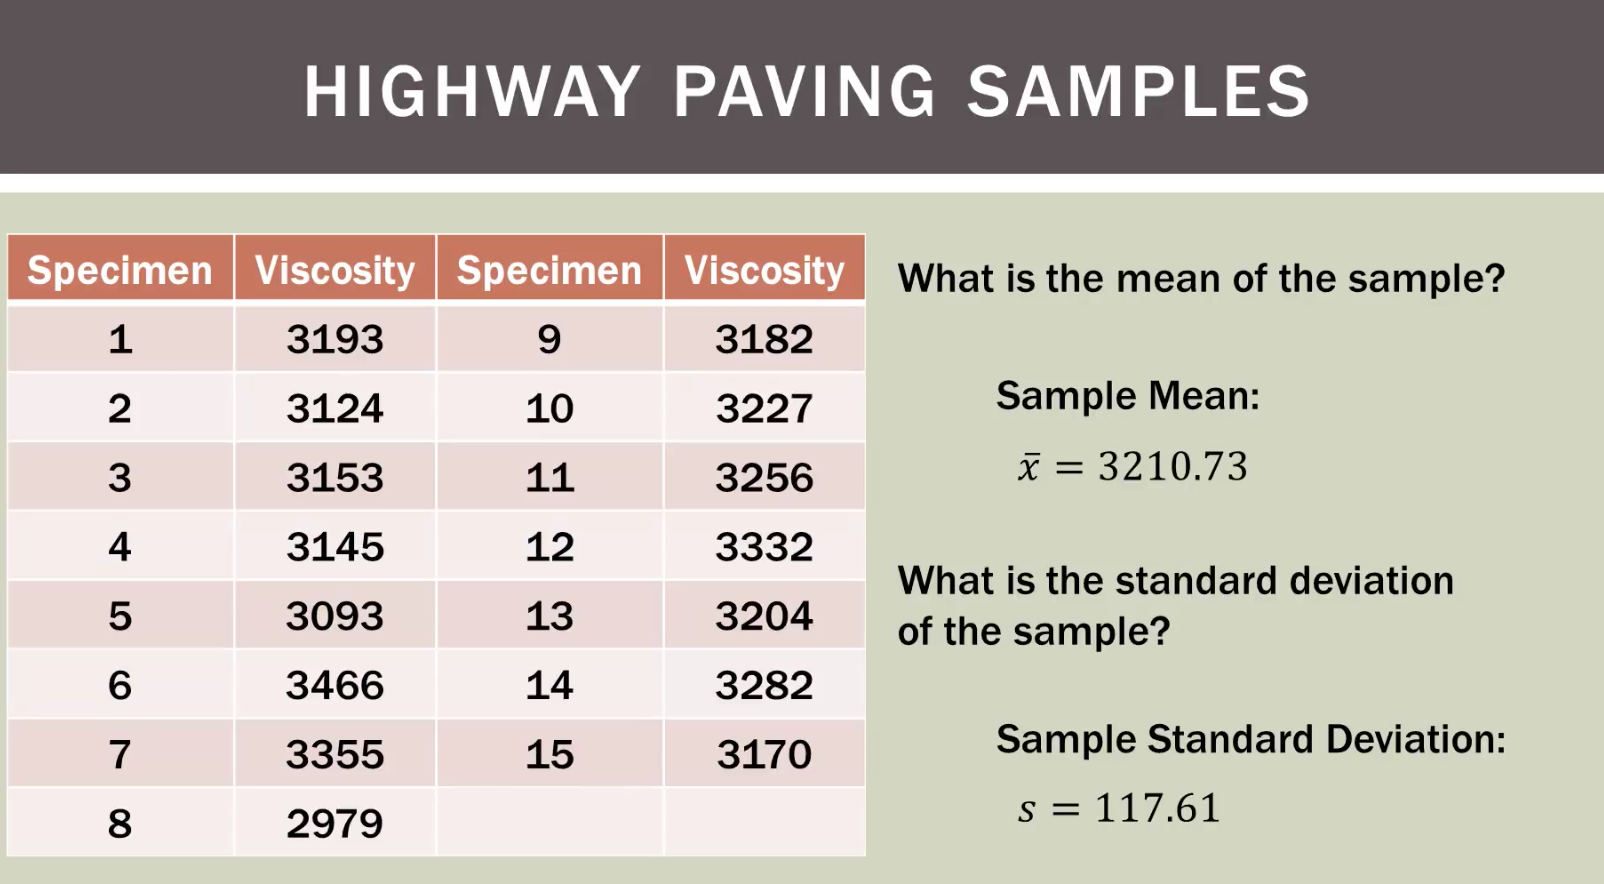 HIGHWAY PAVING SAMPLES
Specimen Viscosity Specimen Viscosity
1 3193 9 3182
2 3124 10 3227
3 3153 11 3256
4 3145 12 3332
5 3093 13 3204
6 3466 14 3282
7 3355 15 3170
8 2979
What is the mean of the sample?
Sample Mean:
x̄ = 3210.73
What is the standard deviation
of the sample?
Sample Standard Deviation:
s = 117.61